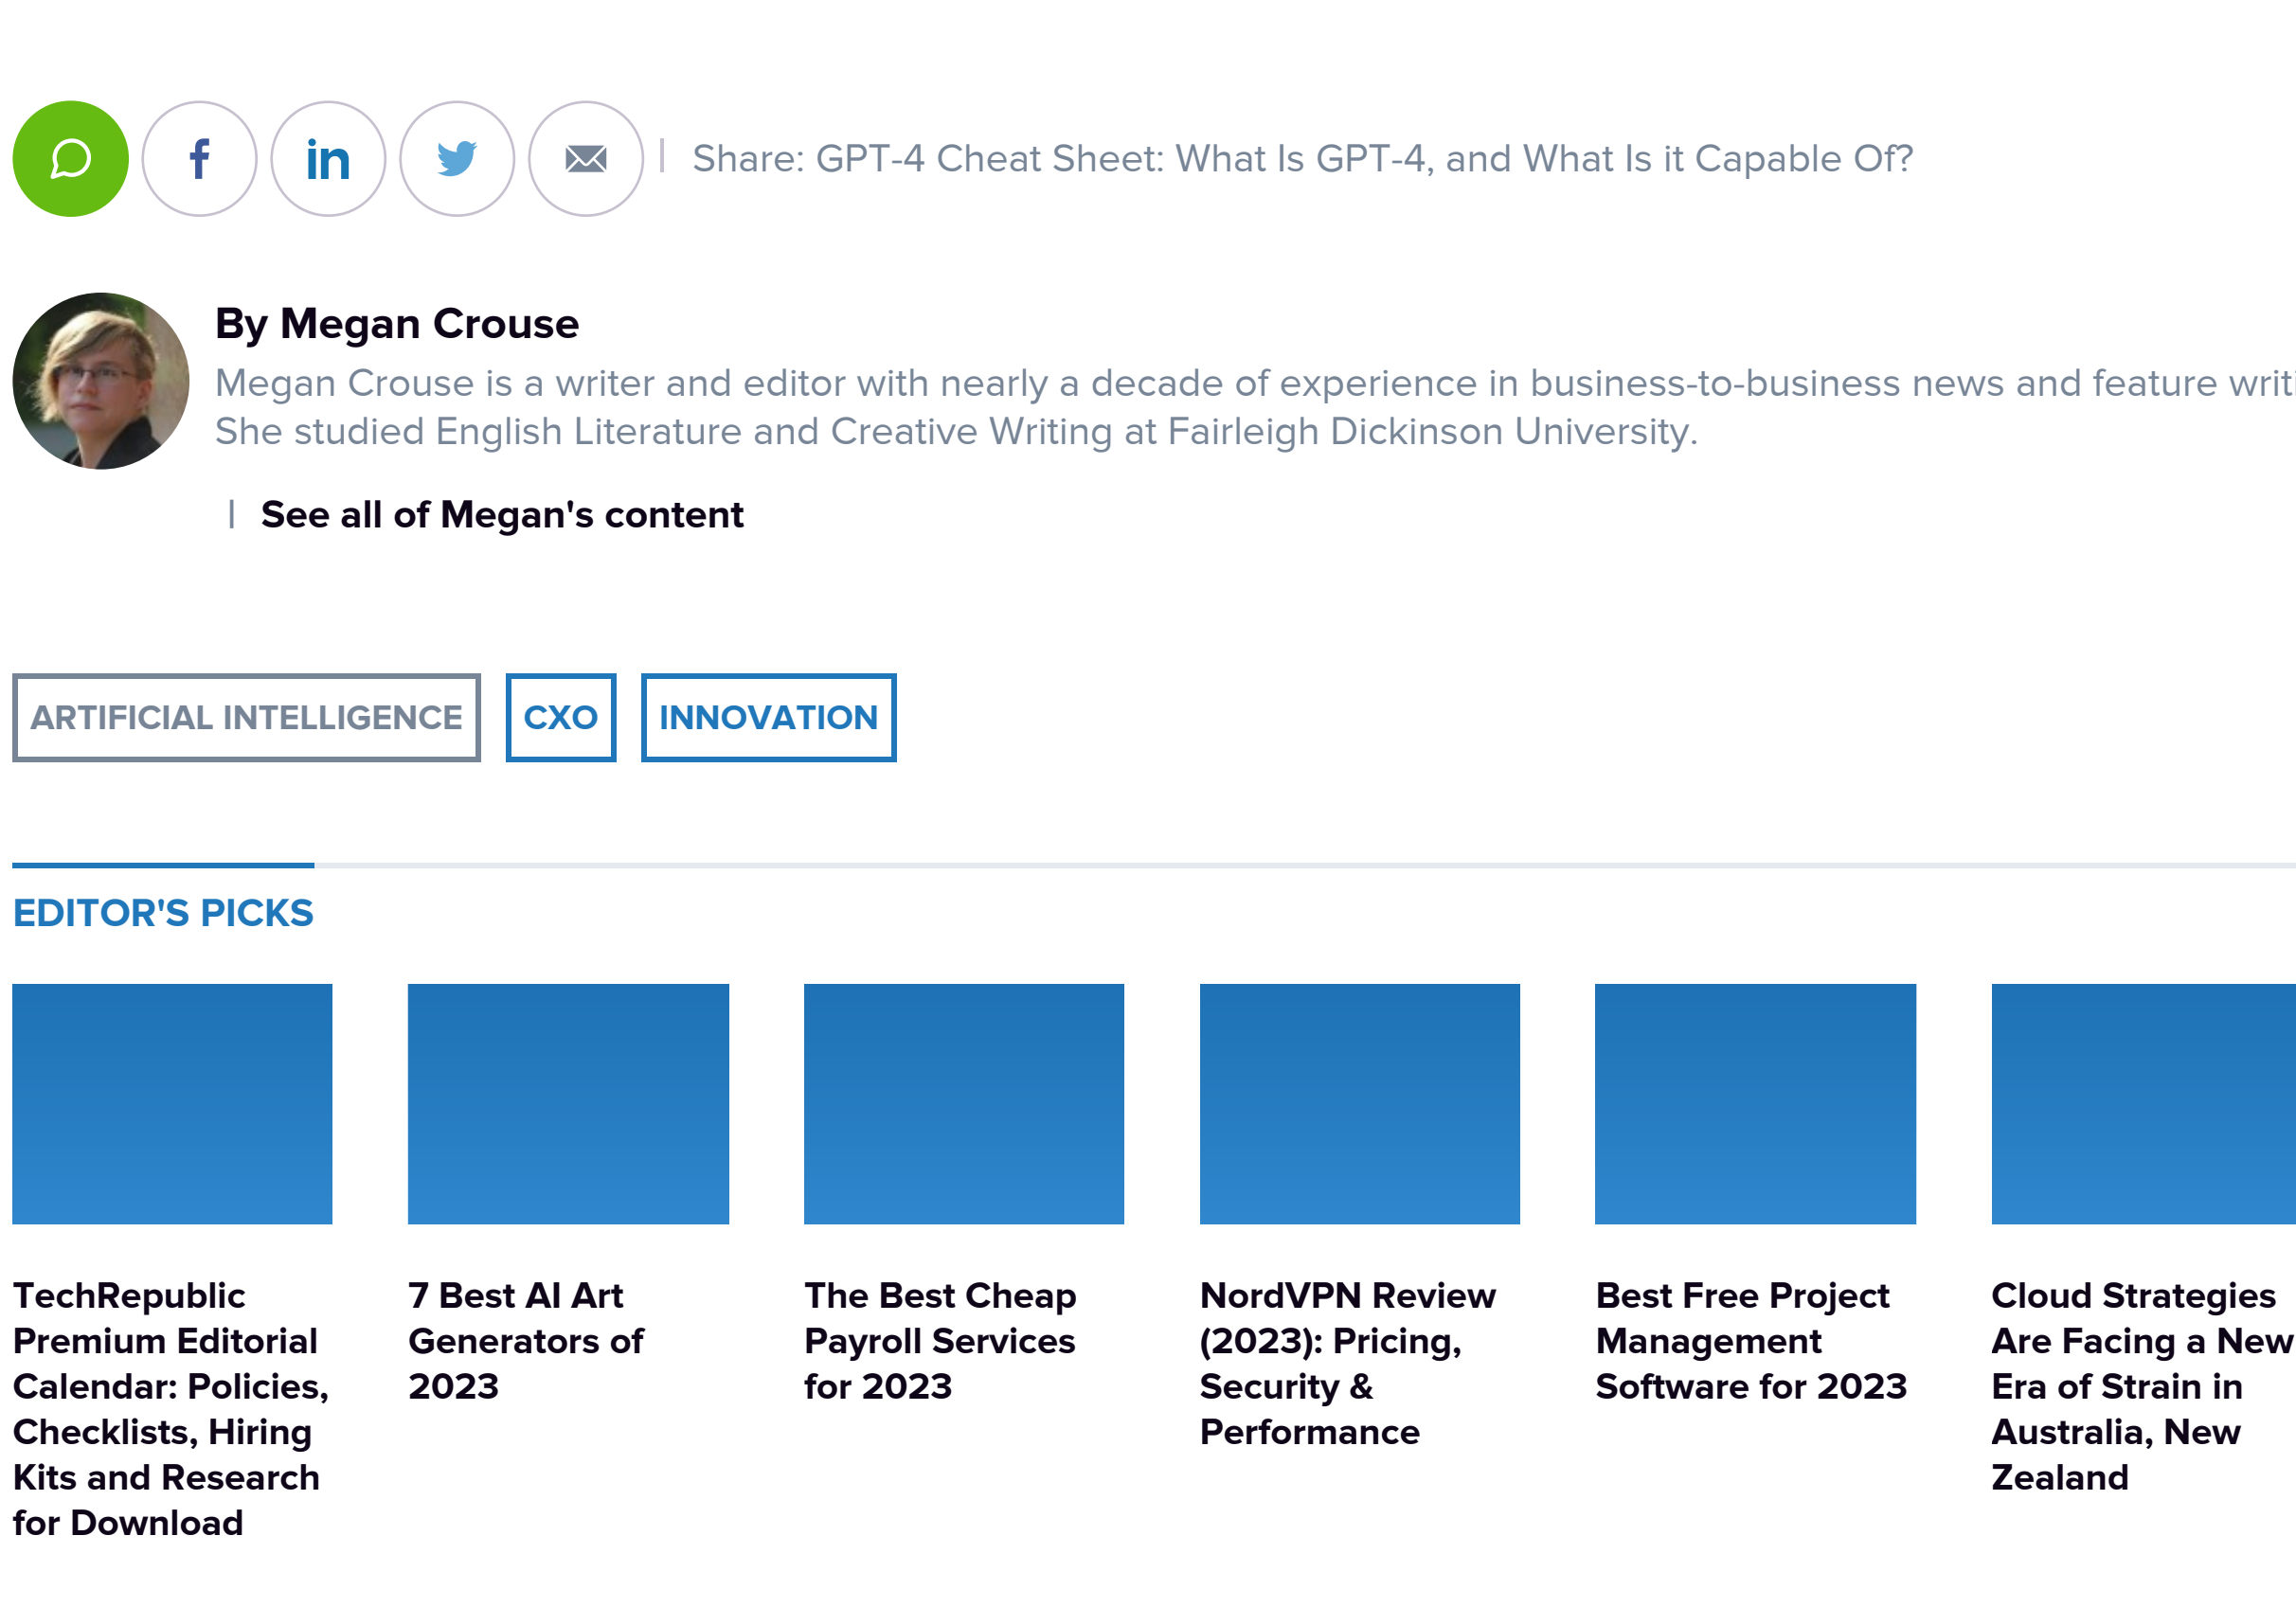 Share: GPT-4 Cheat Sheet: What Is GPT-4, and What Is it Capable Of?
By Megan Crouse
Megan Crouse is a writer and editor with nearly a decade of experience in business-to-business news and feature
She studied English Literature and Creative Writing at Fairleigh Dickinson University.
See all of Megan's content
ARTIFICIAL INTELLIGENCE
CXO
INNOVATION
EDITOR'S PICKS
TechRepublic
Premium Editorial
Calendar: Policies,
Checklists, Hiring
Kits and Research
for Download
7 Best AI Art
Generators of
2023
The Best Cheap
Payroll Services
for 2023
NordVPN Review
(2023): Pricing,
Security &
Performance
Best Free Project
Management
Software for 2023
Cloud Strategies
Are Facing a New
Era of Strain in
Australia, New
Zealand